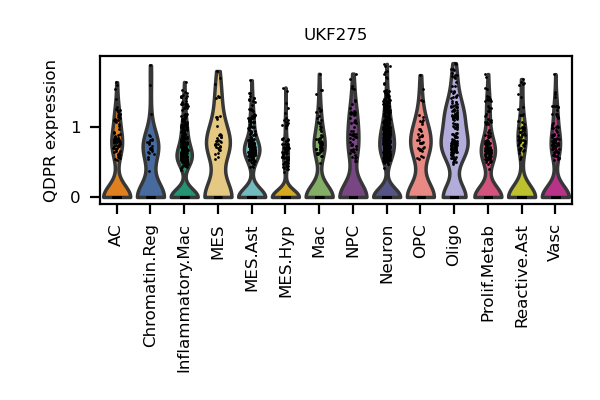 UKF275
QDPR expression
1
0
AC
Chromatin.Reg
Inflammatory.Mac
MES
MES.Ast
MES.Hyp
Mac
NPC
Neuron
OPC
Oligo
Prolif.Metab
Reactive.Ast
Vasc